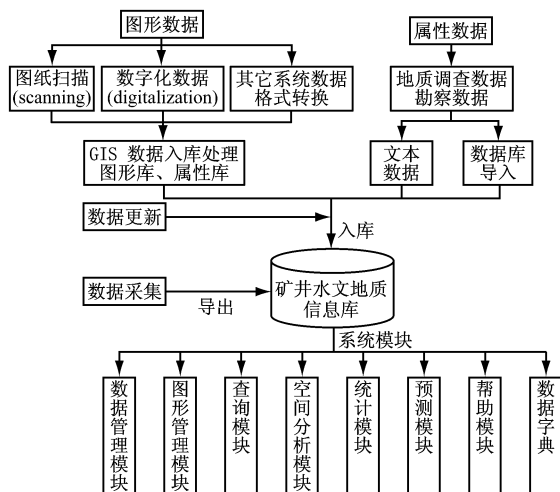 图形数据
属性数据
图纸扫描
(scanning)
数字化数据
(digitalization)
其它系统数据
格式转换
地质调查数据
勘察数据
GIS 数据入库处理
图形库、属性库
文本
数据
数据库
导入
数据更新
入库
数据采集
导出
矿井水文地质
信息库
系统模块
数据管理模块
图形管理模块
查询模块
空间分析模块
统计模块
预测模块
帮助模块
数据字典